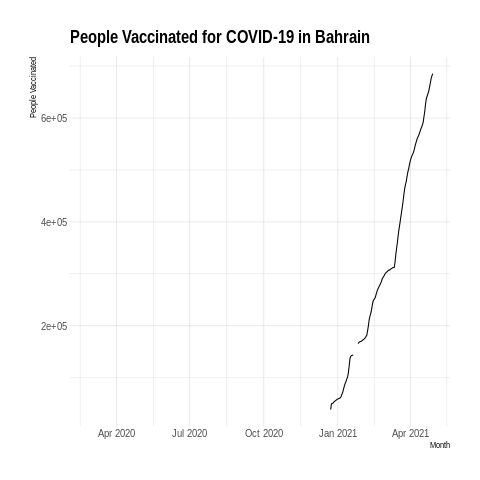 People Vaccinated for COVID-19 in Bahrain
People Vaccinated
6e+05
4e+05
2e+05
Apr 2020 Jul 2020 Oct 2020 Jan 2021 Apr 2021
Month